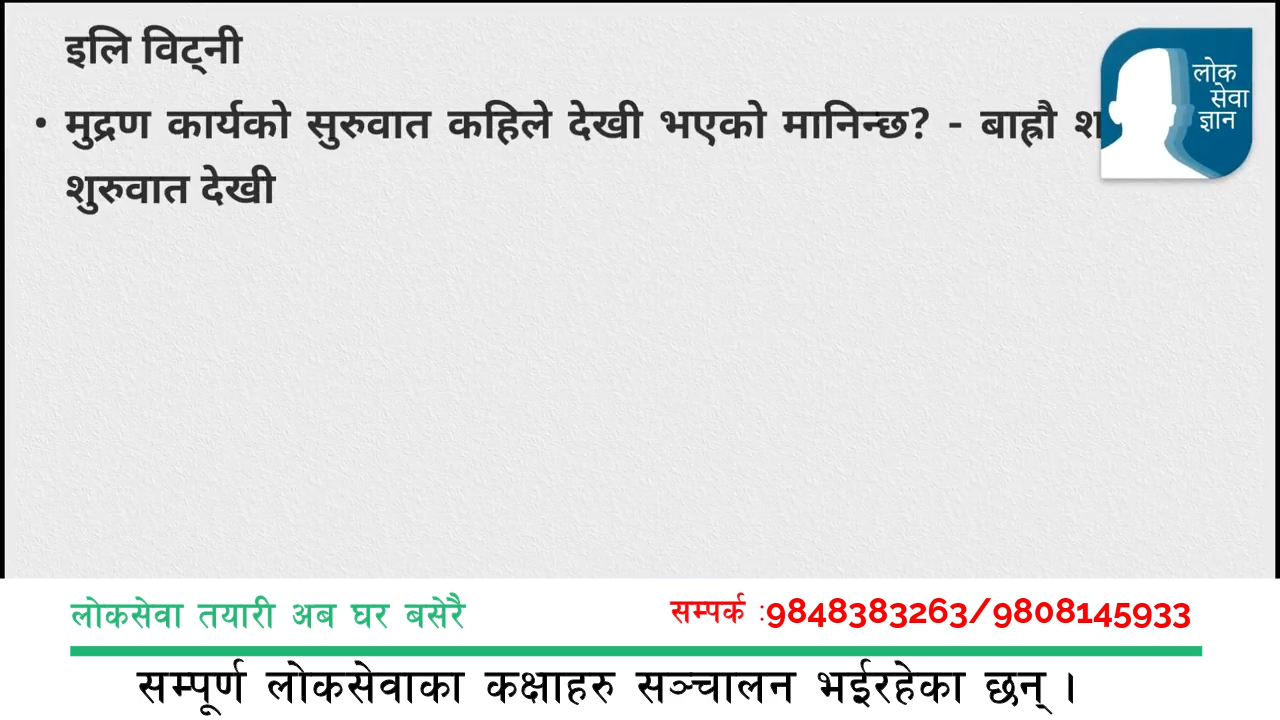 इलि विट्नी
• मुद्रण कार्यको सुरुवात कहिले देखी भएको मानिन्छ? - बाह्रौ
शुरुवात देखी
लोक
सेवा
ज्ञान
लोकसेवा तयारी अब घर बसेरै
सम्पर्क :9848383263/9808145933
सम्पूर्ण लोकसेवाका कक्षाहरु सञ्चालन भईरहेका छन् ।